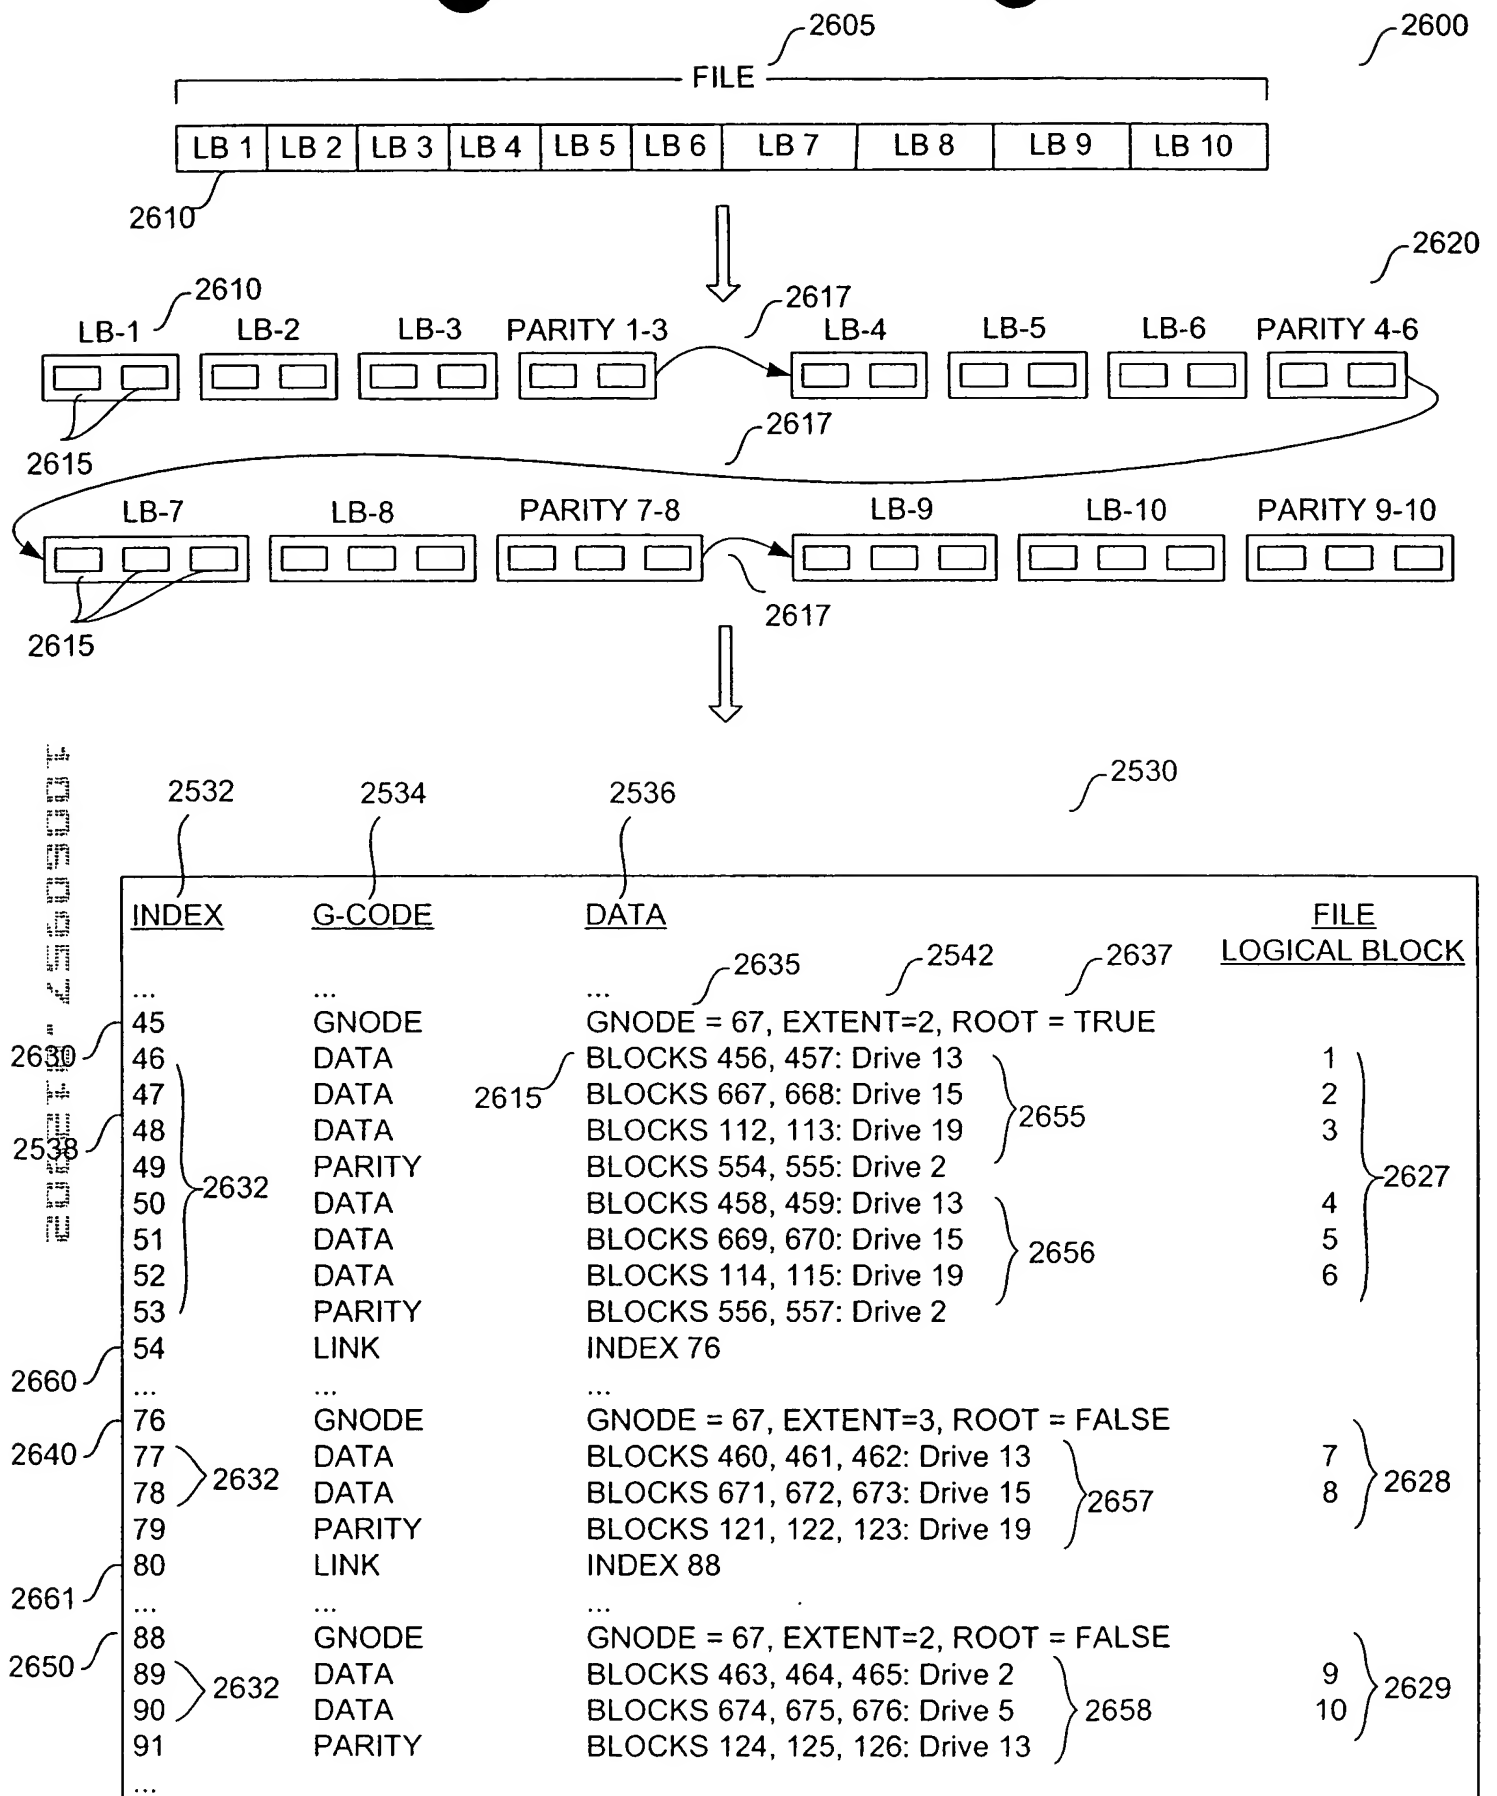 2605
2600
FILE
LB 1 LB 2 LB 3 LB 4 LB 5 LB 6 LB 7 LB 8 LB 9 LB 10
2610
2620
2610
2617
LB-1 LB-2 LB-3 PARITY 1-3 LB-4 LB-5 LB-6 PARITY 4-6
2617
2615
LB-7 LB-8 PARITY 7-8 LB-9 LB-10 PARITY 9-10
2617
2615
2530
2532 2534 2536
INDEX G-CODE DATA FILE
LOGICAL BLOCK
2635 2542 2637
... ... ...
45 GNODE GNODE = 67, EXTENT=2, ROOT = TRUE
2630
46 DATA BLOCKS 456, 457: Drive 13 1
2615
47 DATA BLOCKS 667, 668: Drive 15 2
2655
48 DATA BLOCKS 112, 113: Drive 19 3
2538
49 PARITY BLOCKS 554, 555: Drive 2
2632 2627
50 DATA BLOCKS 458, 459: Drive 13 4
51 DATA BLOCKS 669, 670: Drive 15 5
2656
52 DATA BLOCKS 114, 115: Drive 19 6
53 PARITY BLOCKS 556, 557: Drive 2
54 LINK INDEX 76
2660
... ... ...
76 GNODE GNODE = 67, EXTENT=3, ROOT = FALSE
2640
77 DATA BLOCKS 460, 461, 462: Drive 13 7
2632 2628
78 DATA BLOCKS 671, 672, 673: Drive 15 8
2657
79 PARITY BLOCKS 121, 122, 123: Drive 19
80 LINK INDEX 88
2661
... ... ...
88 GNODE GNODE = 67, EXTENT=2, ROOT = FALSE
2650
89 DATA BLOCKS 463, 464, 465: Drive 2 9
2632 2629
90 DATA BLOCKS 674, 675, 676: Drive 5 10
2658
91 PARITY BLOCKS 124, 125, 126: Drive 13
...